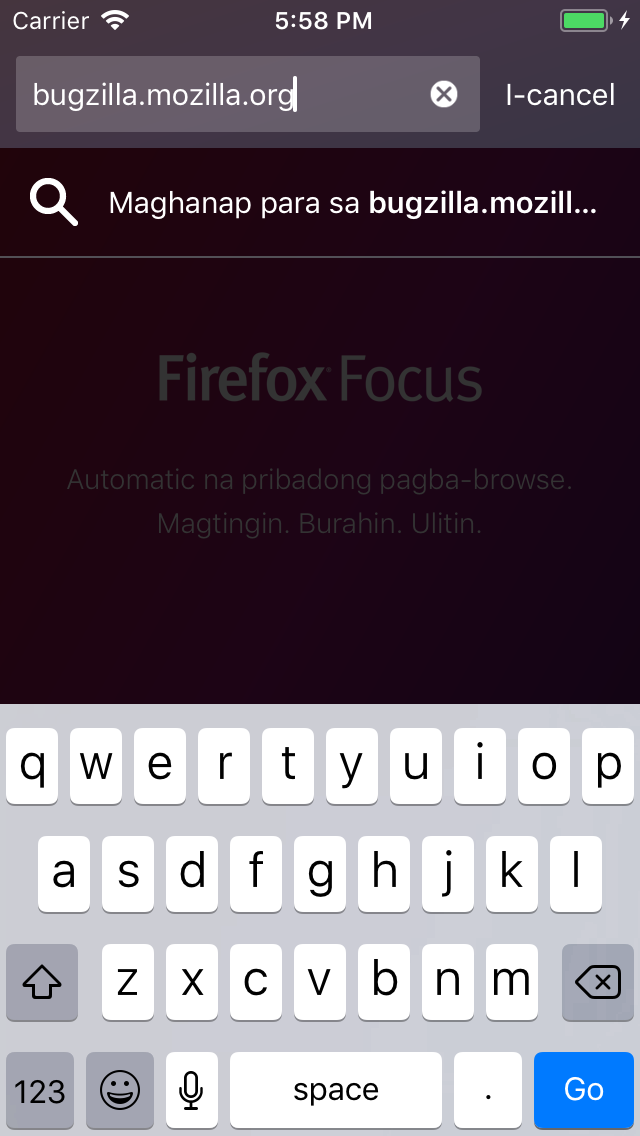 Carrier 5:58 PM
bugzilla.mozilla.org I-cancel
Maghanap para sa bugzilla.mozill...
Firefox Focus
Automatic na pribadong pagba-browse.
Magtingin. Burahin. Ulitin.
q w e r t y u i o p
a s d f g h j k l
z x c v b n m
123 space . Go